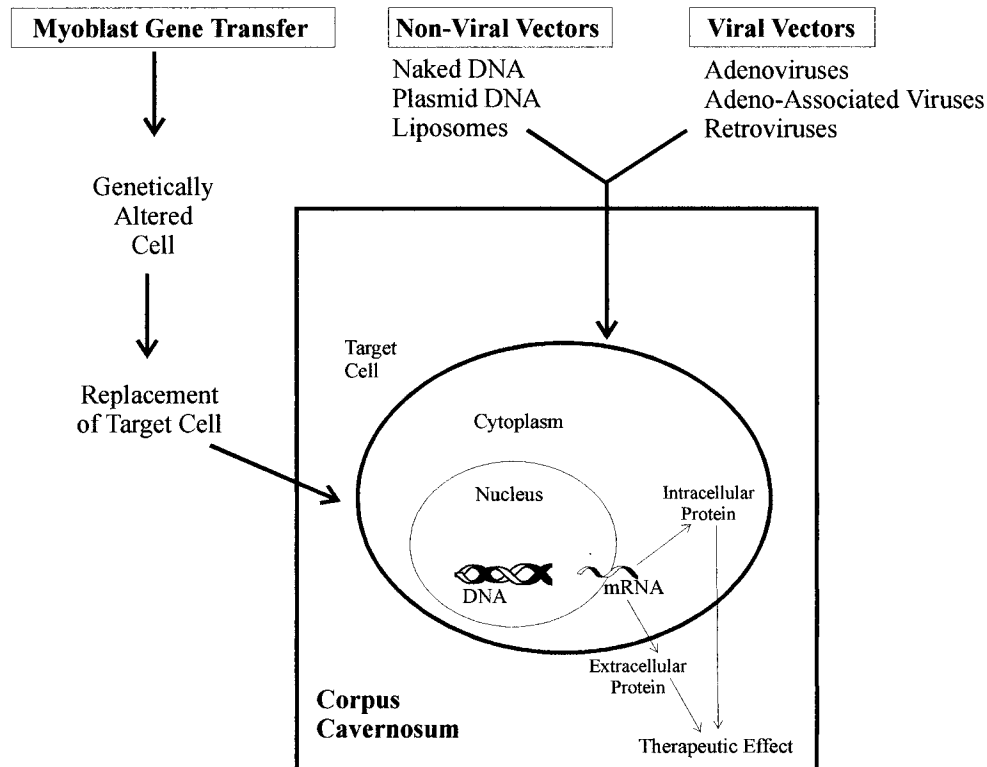 Myoblast Gene Transfer
Non-Viral Vectors
Viral Vectors
Naked DNA
Plasmid DNA
Liposomes
Adenoviruses
Adeno-Associated Viruses
Retroviruses
Genetically
Altered
Cell
Replacement
of Target Cell
Target
Cell
Cytoplasm
Nucleus
Intracellular
Protein
DNA
mRNA
Extracellular
Protein
Corpus
Cavernosum
Therapeutic Effect